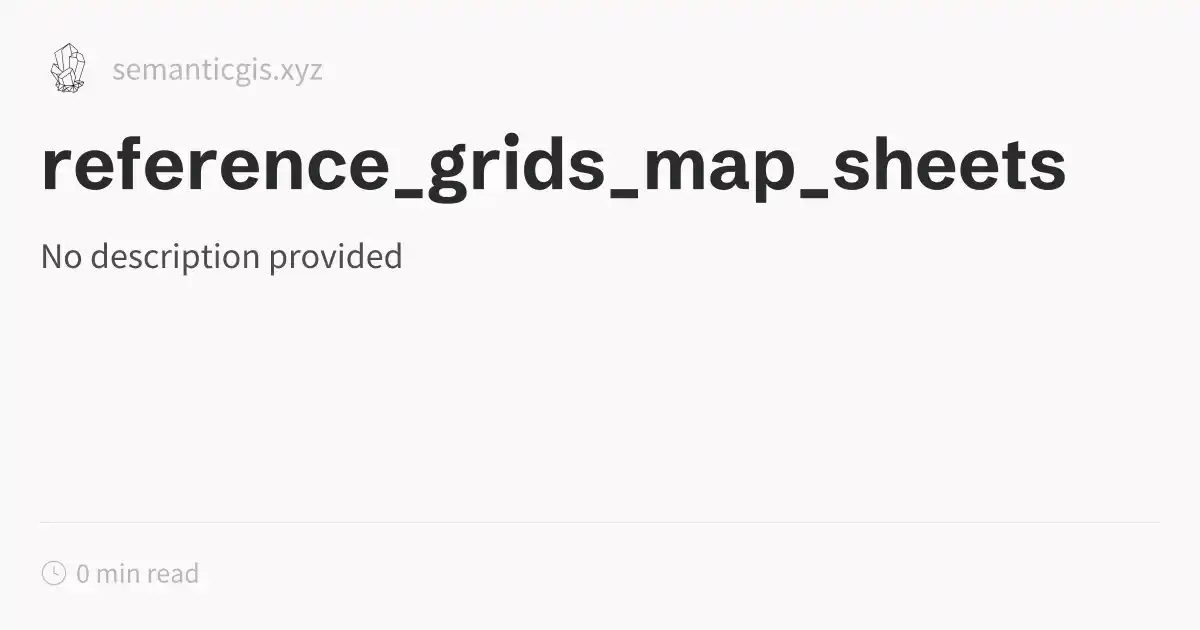 semanticgis.xyz
reference_grids_map_sheets
No description provided
0 min read